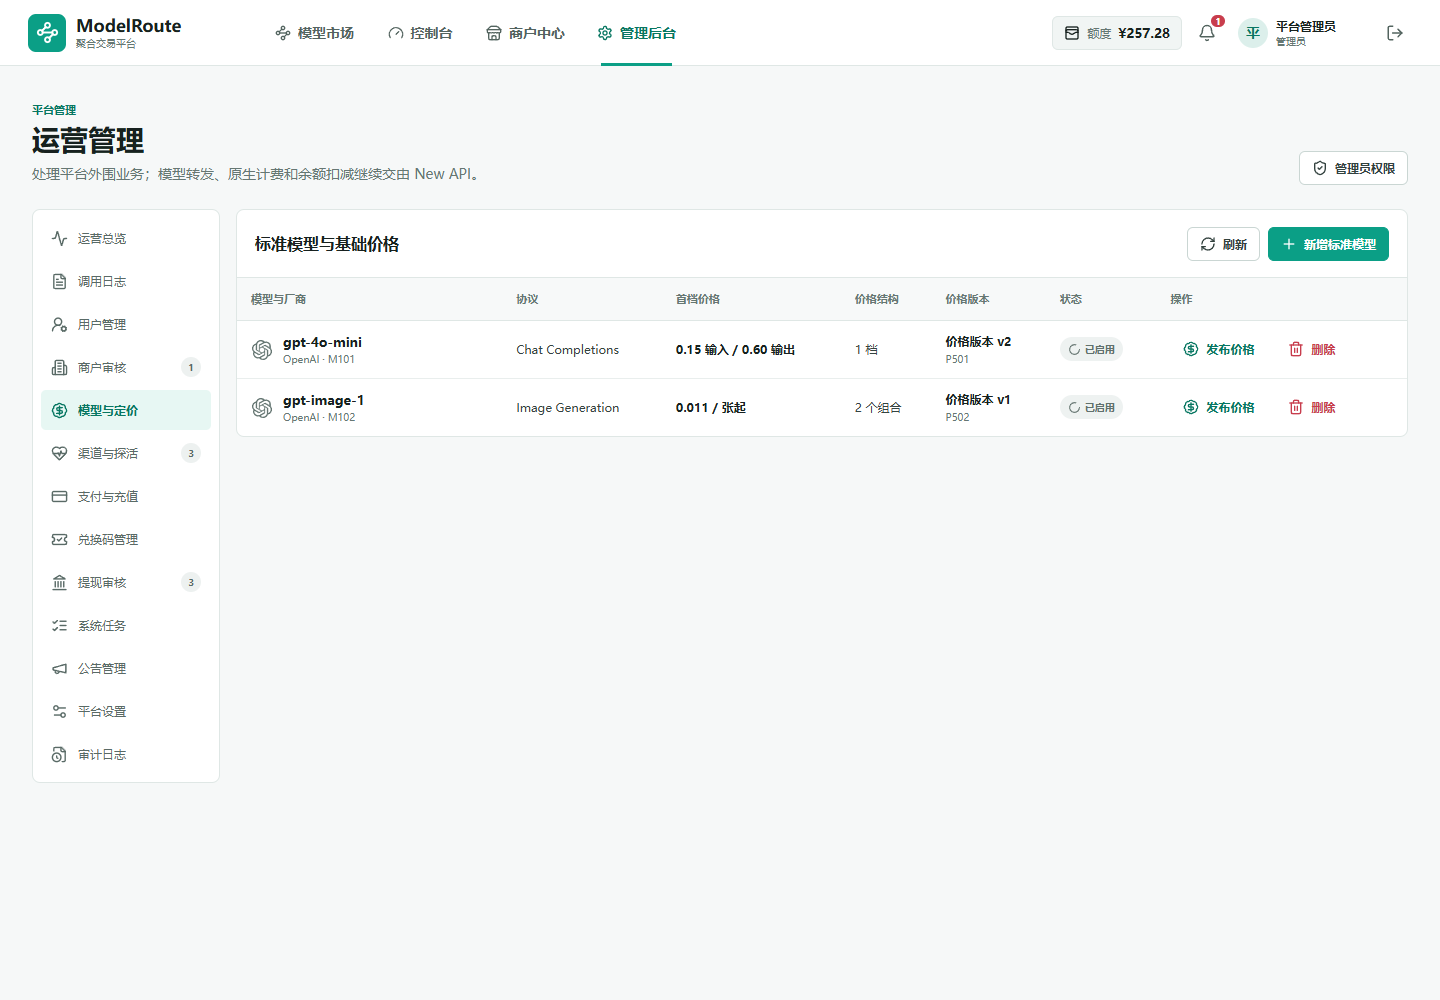 ModelRoute
聚合交易平台
模型市场
控制台
商户中心
管理后台
额度 ¥257.28
1
平
平台管理员
管理员
平台管理
运营管理
处理平台外围业务；模型转发、原生计费和余额扣减继续交由 New API。
管理员权限
运营总览
调用日志
用户管理
商户审核 1
模型与定价
渠道与探活 3
支付与充值
兑换码管理
提现审核 3
系统任务
公告管理
平台设置
审计日志
标准模型与基础价格
刷新
新增标准模型
模型与厂商 协议 首档价格 价格结构 价格版本 状态 操作
gpt-4o-mini
OpenAI · M101
Chat Completions
0.15 输入 / 0.60 输出
1 档
价格版本 v2
P501
已启用
发布价格
删除
gpt-image-1
OpenAI · M102
Image Generation
0.011 / 张起
2 个组合
价格版本 v1
P502
已启用
发布价格
删除